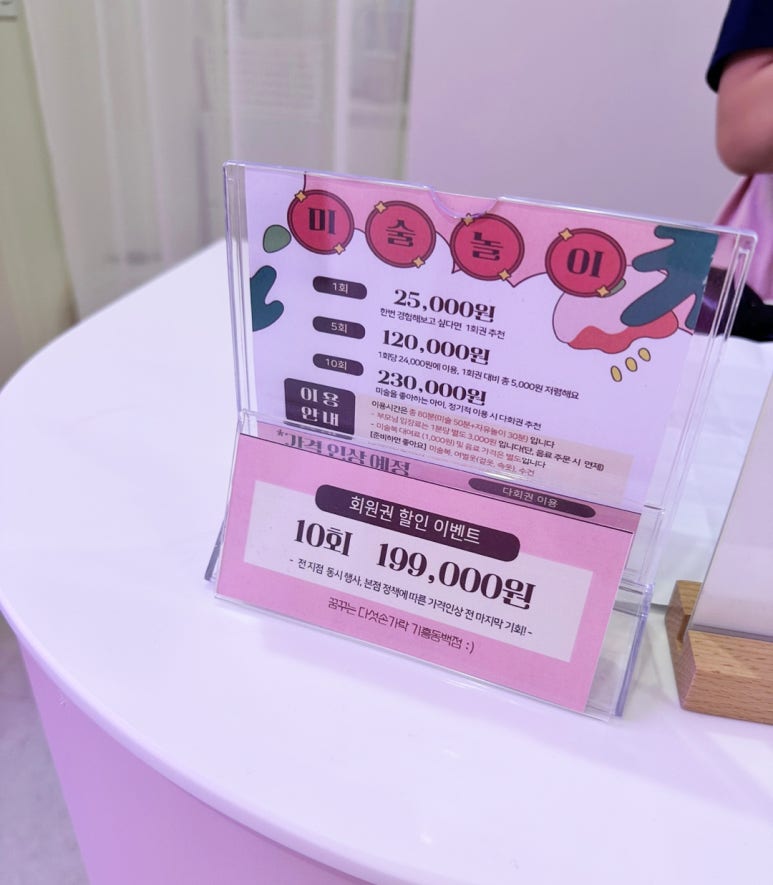 미술놀이
1회
25,000원
한번 경험해보고 싶다면 1회권 추천
5회
120,000원
1회당 24,000원에 이용, 1회권 대비 총 5,000원 저렴해요
10회
230,000원
미술을 좋아하는 아이, 정기적 이용 시 다회권 추천
이용
안내
이용시간은 총 80분(미술 50분+자유놀이 30분) 입니다
- 부모님 입장료는 1분당 별도 3,000원 입니다(단, 음료 주문 시 면제)
- 미술복 대여료 (1,000원) 및 음료 가격은 별도입니다
[준비하면 좋아요] 미술복, 여벌옷(겉옷, 속옷), 수건
*가격 인상 예정
다회권 이용
회원권 할인 이벤트
10회 199,000원
- 전 지점 동시 행사, 본점 정책에 따른 가격인상 전 마지막 기회! -
꿈꾸는 다섯손가락 기흥동백점 :)